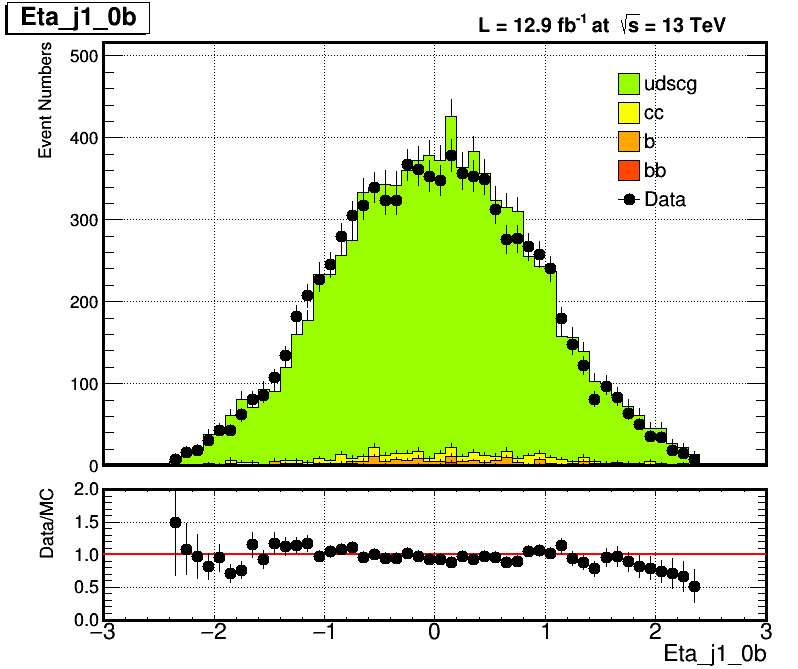 Eta_j1_0b
L = 12.9 fb⁻¹ at √s = 13 TeV
Event Numbers
500
400
300
200
100
0
udscg
cc
b
bb
Data
Data/MC
2.0
1.5
1.0
0.5
0.0
−3 −2 −1 0 1 2 3
Eta_j1_0b